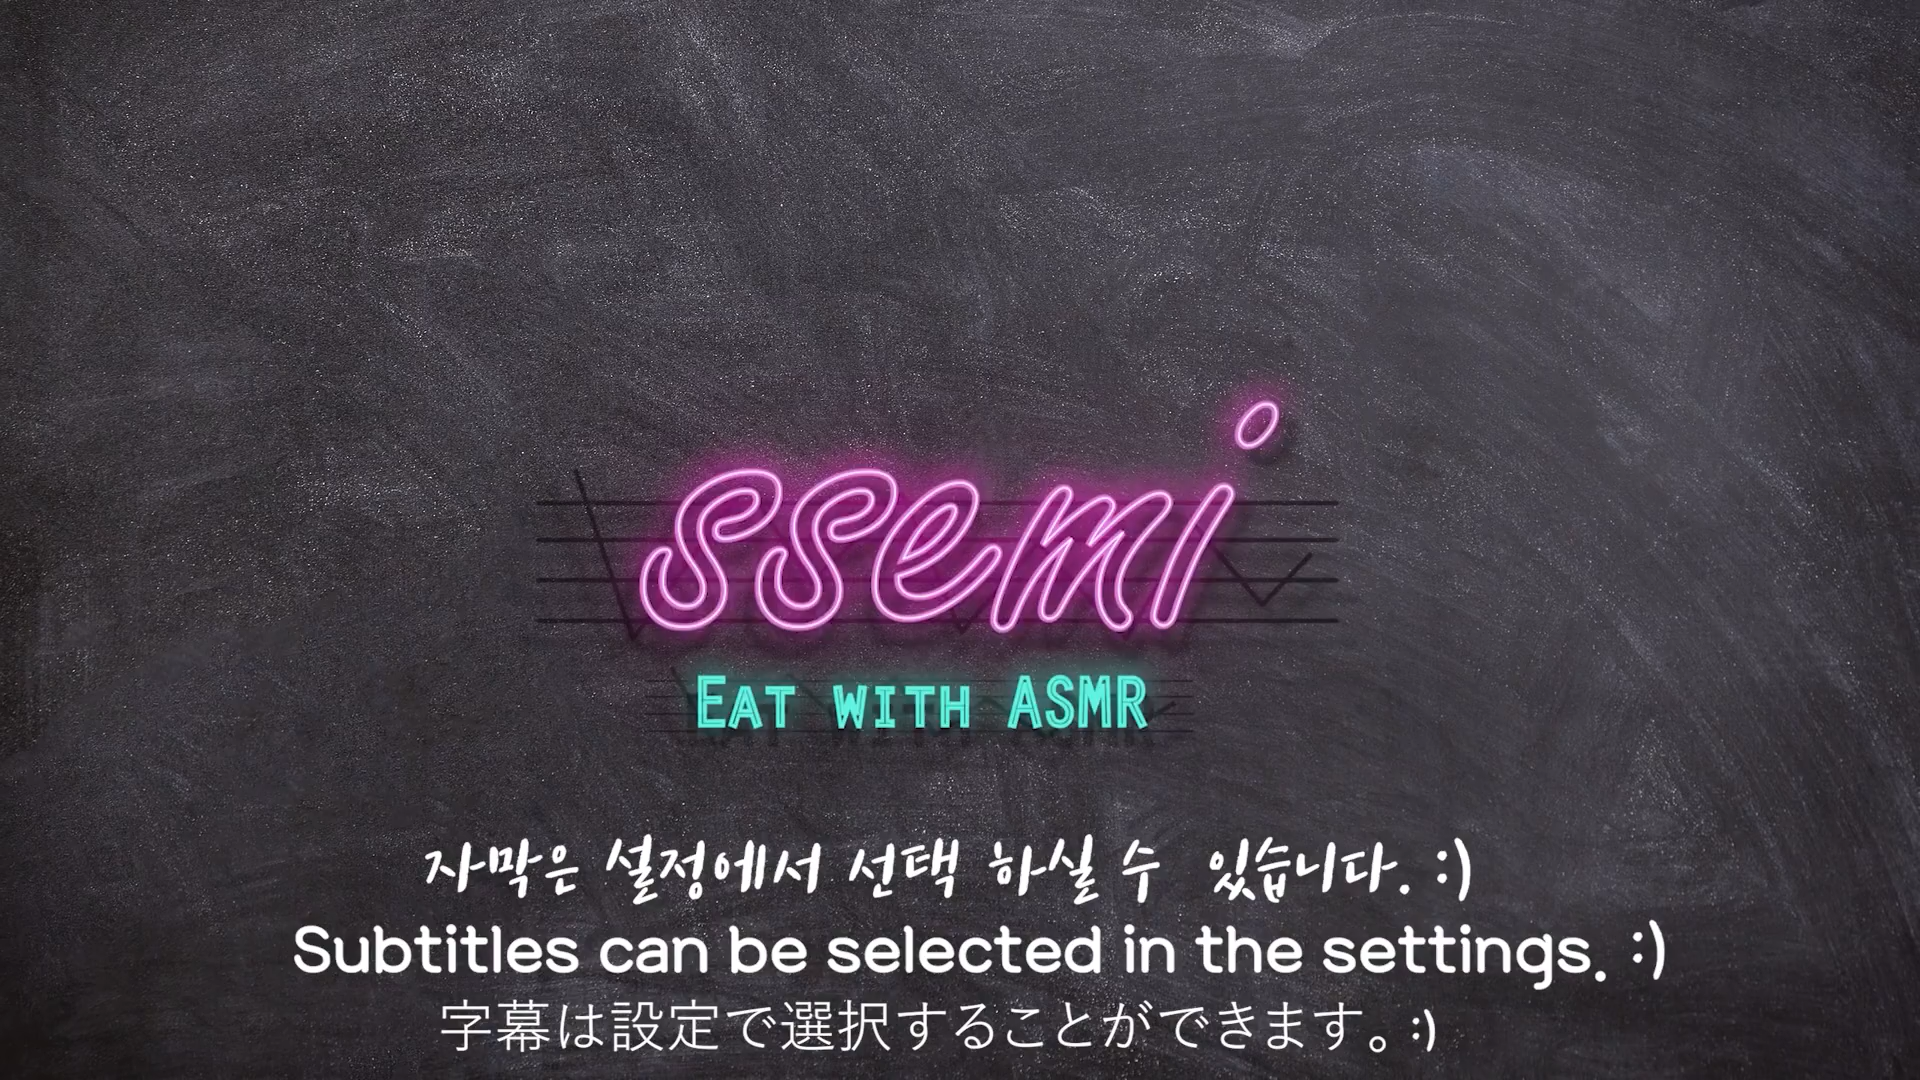 ssemi
EAT WITH ASMR
자막은 설정에서 선택 하실 수 있습니다. :)
Subtitles can be selected in the settings. :)
字幕は設定で選択することができます。:)